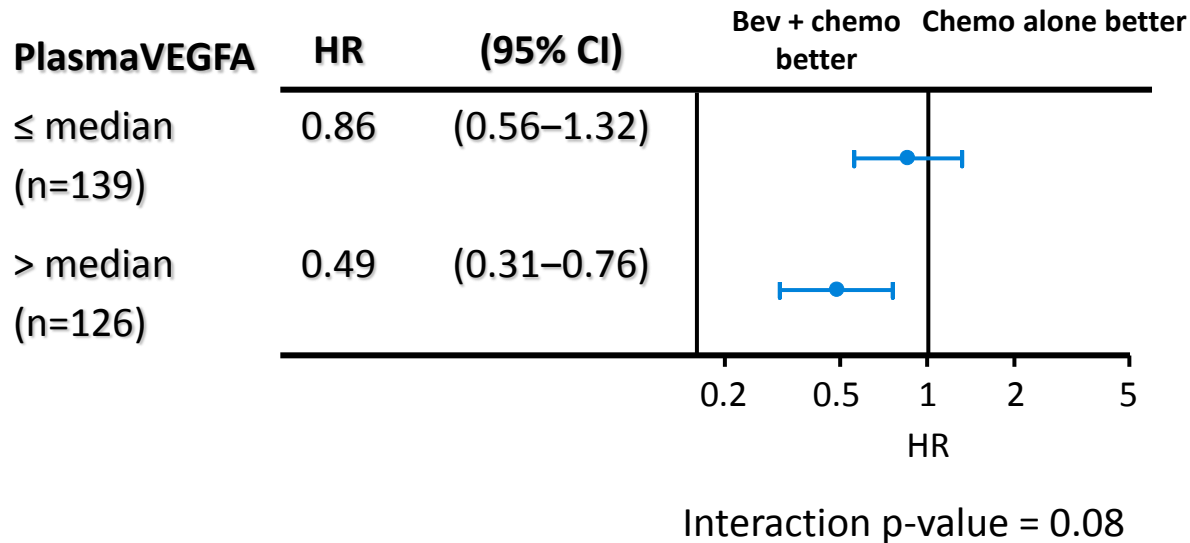 Bev + chemo better Chemo alone better
PlasmaVEGFA HR (95% CI)
≤ median 0.86 (0.56–1.32)
(n=139)
> median 0.49 (0.31–0.76)
(n=126)
0.2 0.5 1 2 5
HR
Interaction p-value = 0.08